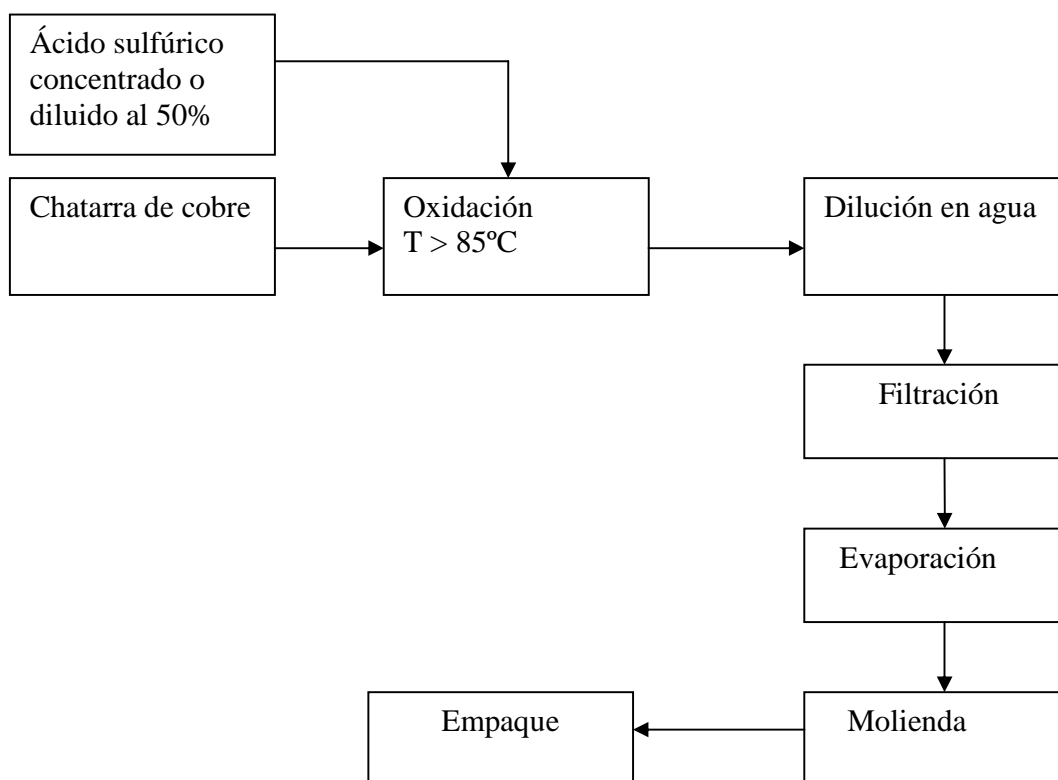 Ácido sulfúrico
concentrado o
diluido al 50%
Chatarra de cobre
Oxidación
T > 85ºC
Dilución en agua
Filtración
Evaporación
Molienda
Empaque